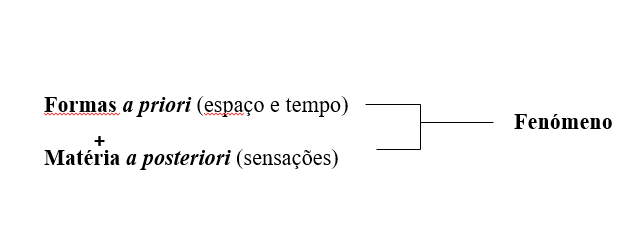 Formas a priori (espaço e tempo)
Fenómeno
+
Matéria a posteriori (sensações)